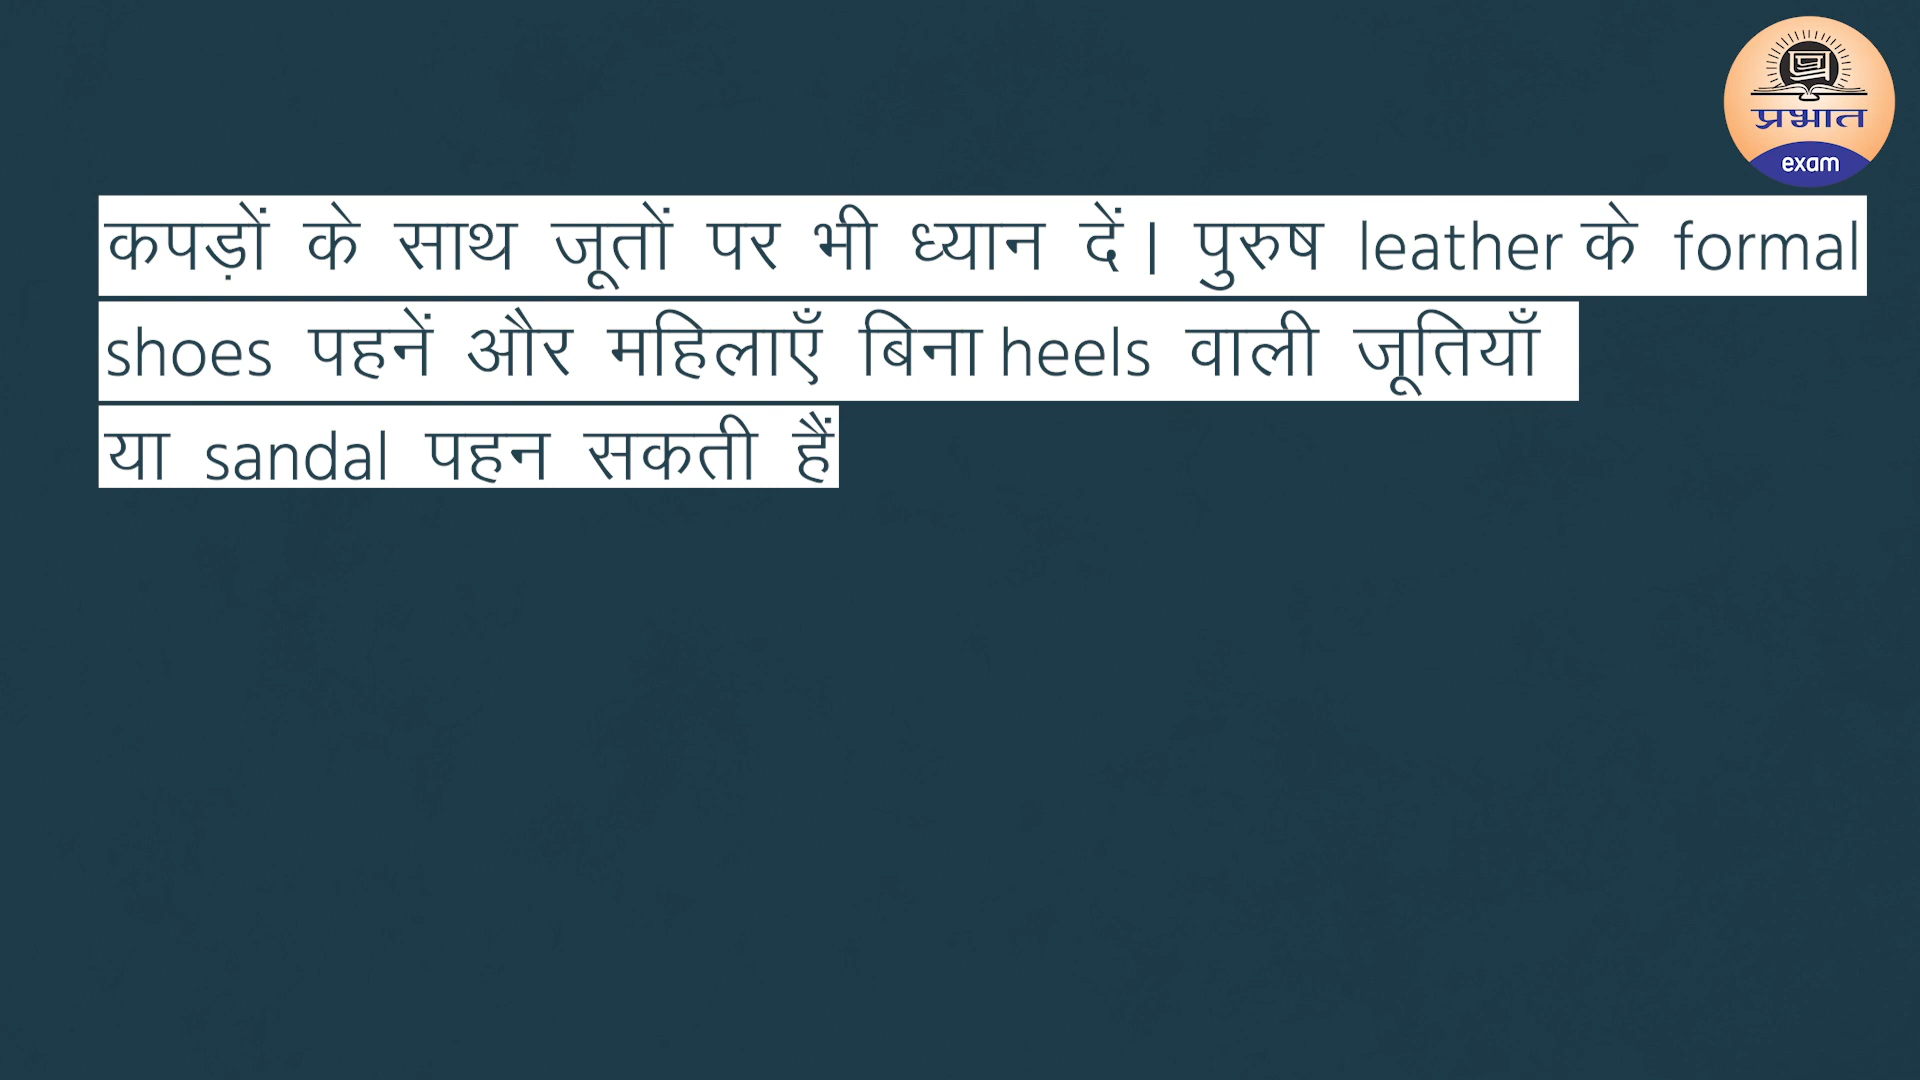 प्रभात
exam
कपड़ों के साथ जूतों पर भी ध्यान दें। पुरुष leather के formal
shoes पहनें और महिलाएँ बिना heels वाली जूतियाँ
या sandal पहन सकती हैं